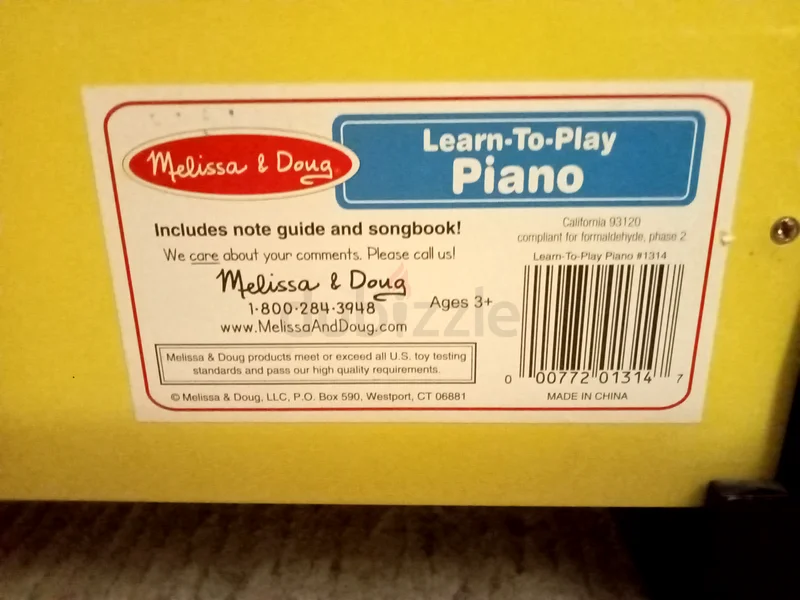 Melissa & Doug
Learn-To-Play
Piano
Includes note guide and songbook!
We care about your comments. Please call us!
Melissa & Doug
1-800-284-3948
www.MelissaAndDoug.com
Ages 3+
Melissa & Doug products meet or exceed all U.S. toy testing
standards and pass our high quality requirements.
© Melissa & Doug, LLC, P.O. Box 590, Westport, CT 06881
California 93120
compliant for formaldehyde, phase 2
Learn-To-Play Piano #1314
0 00772 01314 7
MADE IN CHINA
dubizzle